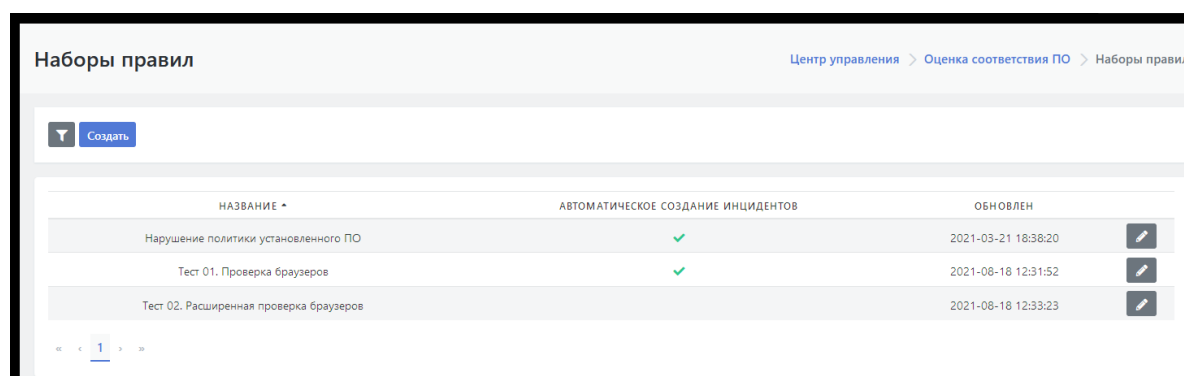 Наборы правил
Центр управления > Оценка соответствия ПО > Наборы правил
Создать
НАЗВАНИЕ АВТОМАТИЧЕСКОЕ СОЗДАНИЕ ИНЦИДЕНТОВ ОБНОВЛЕН
Нарушение политики установленного ПО 2021-03-21 18:38:20
Тест 01. Проверка браузеров 2021-08-18 12:31:52
Тест 02. Расширенная проверка браузеров 2021-08-18 12:33:23
« ‹ 1 › »